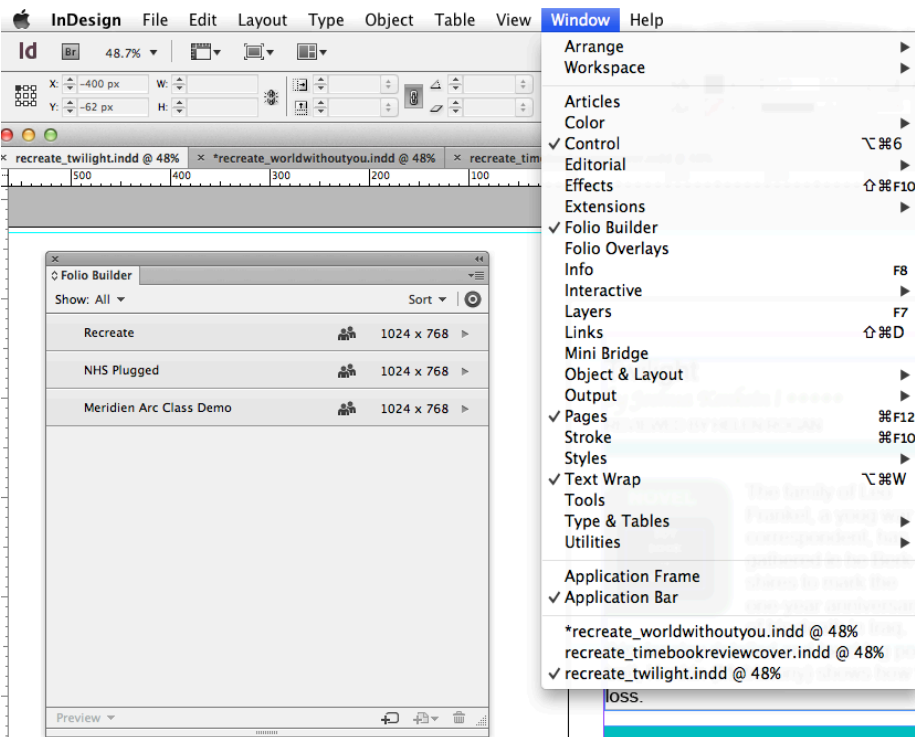 InDesign File Edit Layout Type Object Table View Window Help
Id Br 48.7%
X: -400 px W:
Y: -62 px H:
× recreate_twilight.indd @ 48% × *recreate_worldwithoutyou.indd @ 48% × recreate_tim
500 400 300 200 100
Folio Builder
Show: All Sort
Recreate 1024 x 768
NHS Plugged 1024 x 768
Meridien Arc Class Demo 1024 x 768
Preview
Arrange
Workspace
Articles
Color
✓ Control ⌥⌘6
Editorial
Effects ⇧⌘F10
Extensions
✓ Folio Builder
Folio Overlays
Info F8
Interactive
Layers F7
Links ⇧⌘D
Mini Bridge
Object & Layout
Output
✓ Pages ⌘F12
Stroke ⌘F10
Styles
✓ Text Wrap ⌥⌘W
Tools
Type & Tables
Utilities
Application Frame
✓ Application Bar
*recreate_worldwithoutyou.indd @ 48%
recreate_timebookreviewcover.indd @ 48%
✓ recreate_twilight.indd @ 48%
loss.